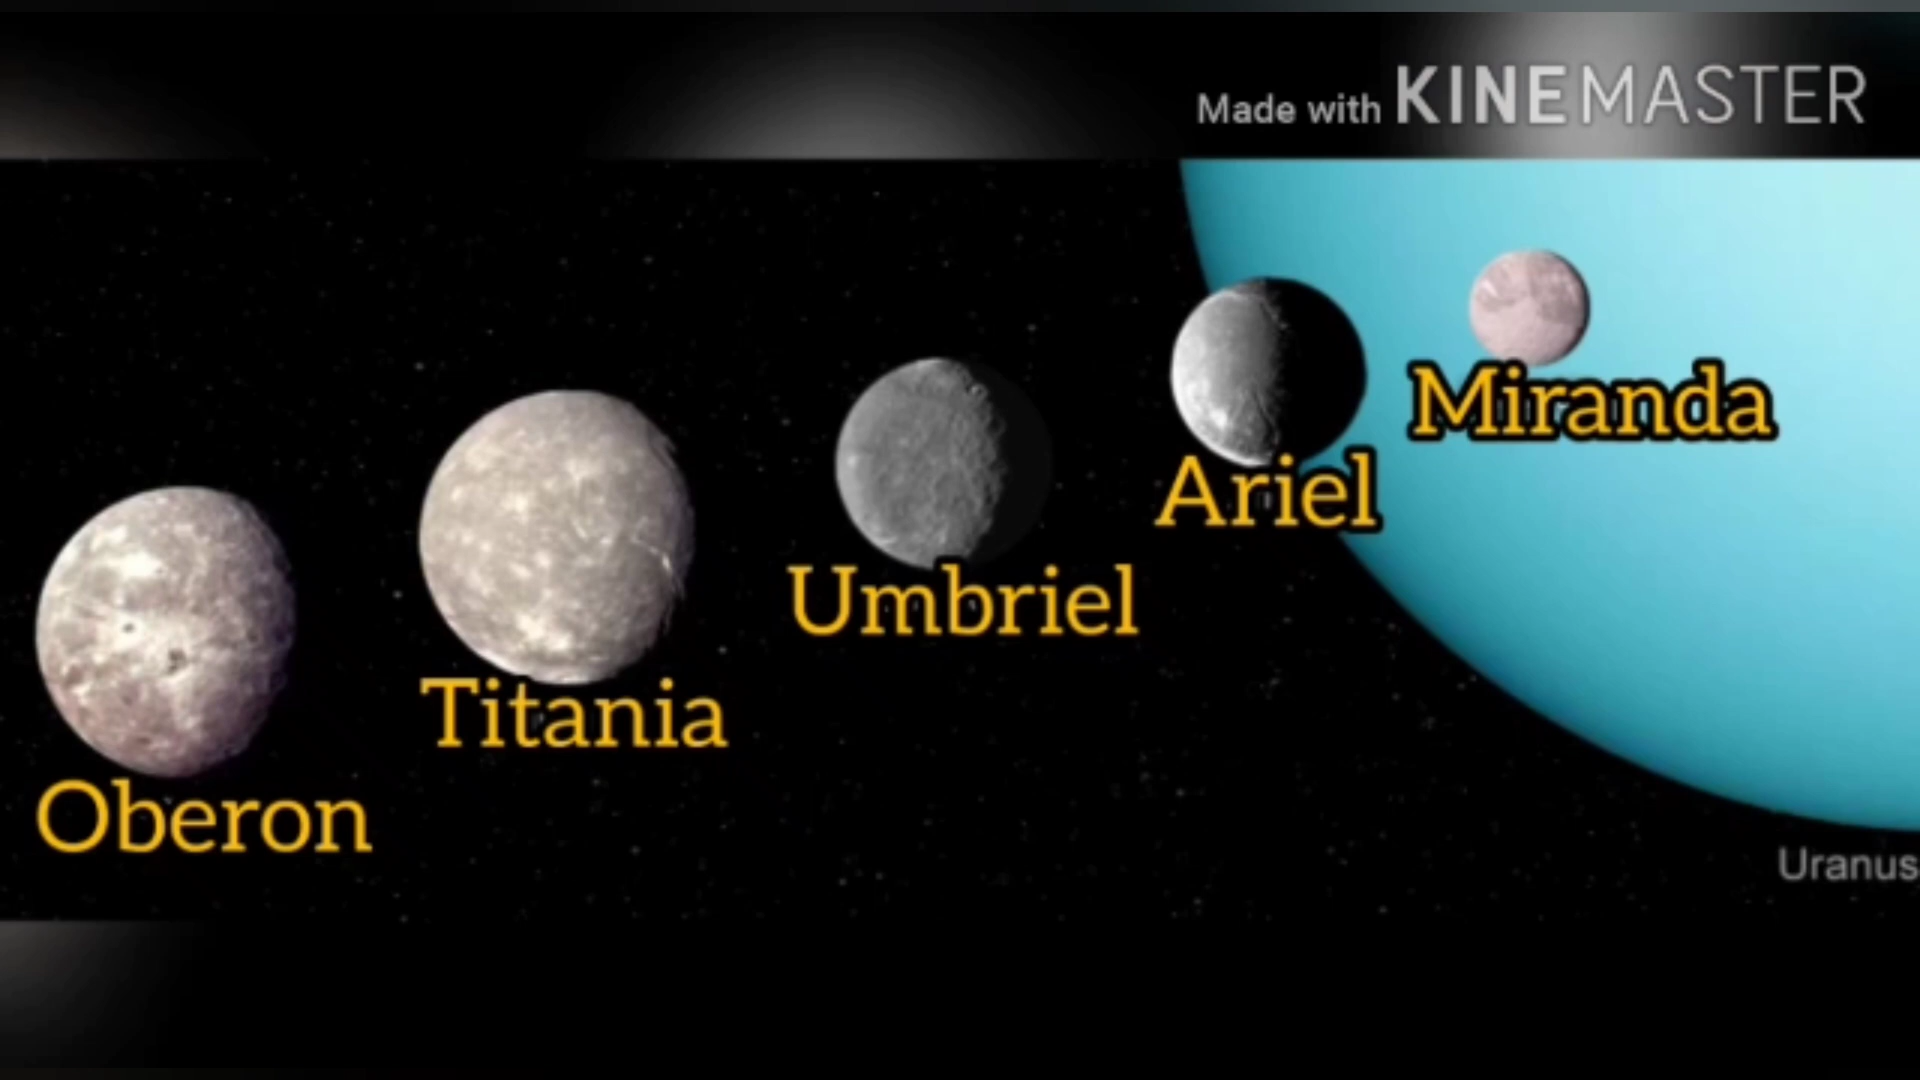 Made with KINEMASTER
Miranda
Ariel
Umbriel
Titania
Oberon
Uranus